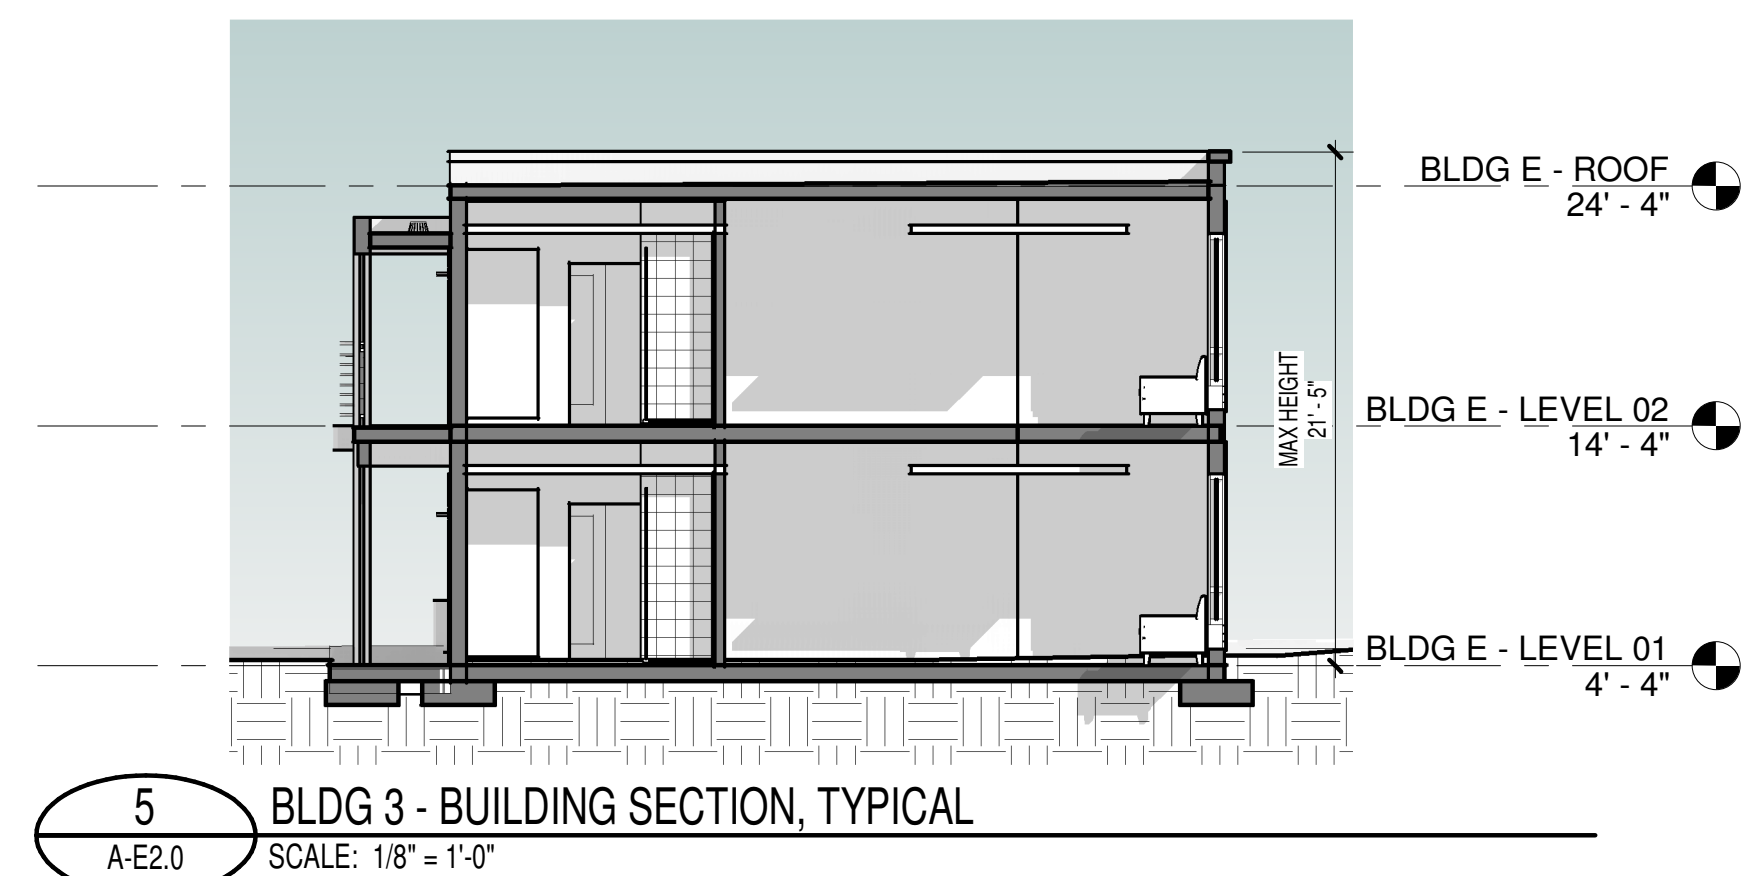 BLDG E - ROOF
24' - 4"
MAX HEIGHT
21' - 5"
BLDG E - LEVEL 02
14' - 4"
BLDG E - LEVEL 01
4' - 4"
5
BLDG 3 - BUILDING SECTION, TYPICAL
A-E2.0
SCALE: 1/8" = 1'-0"